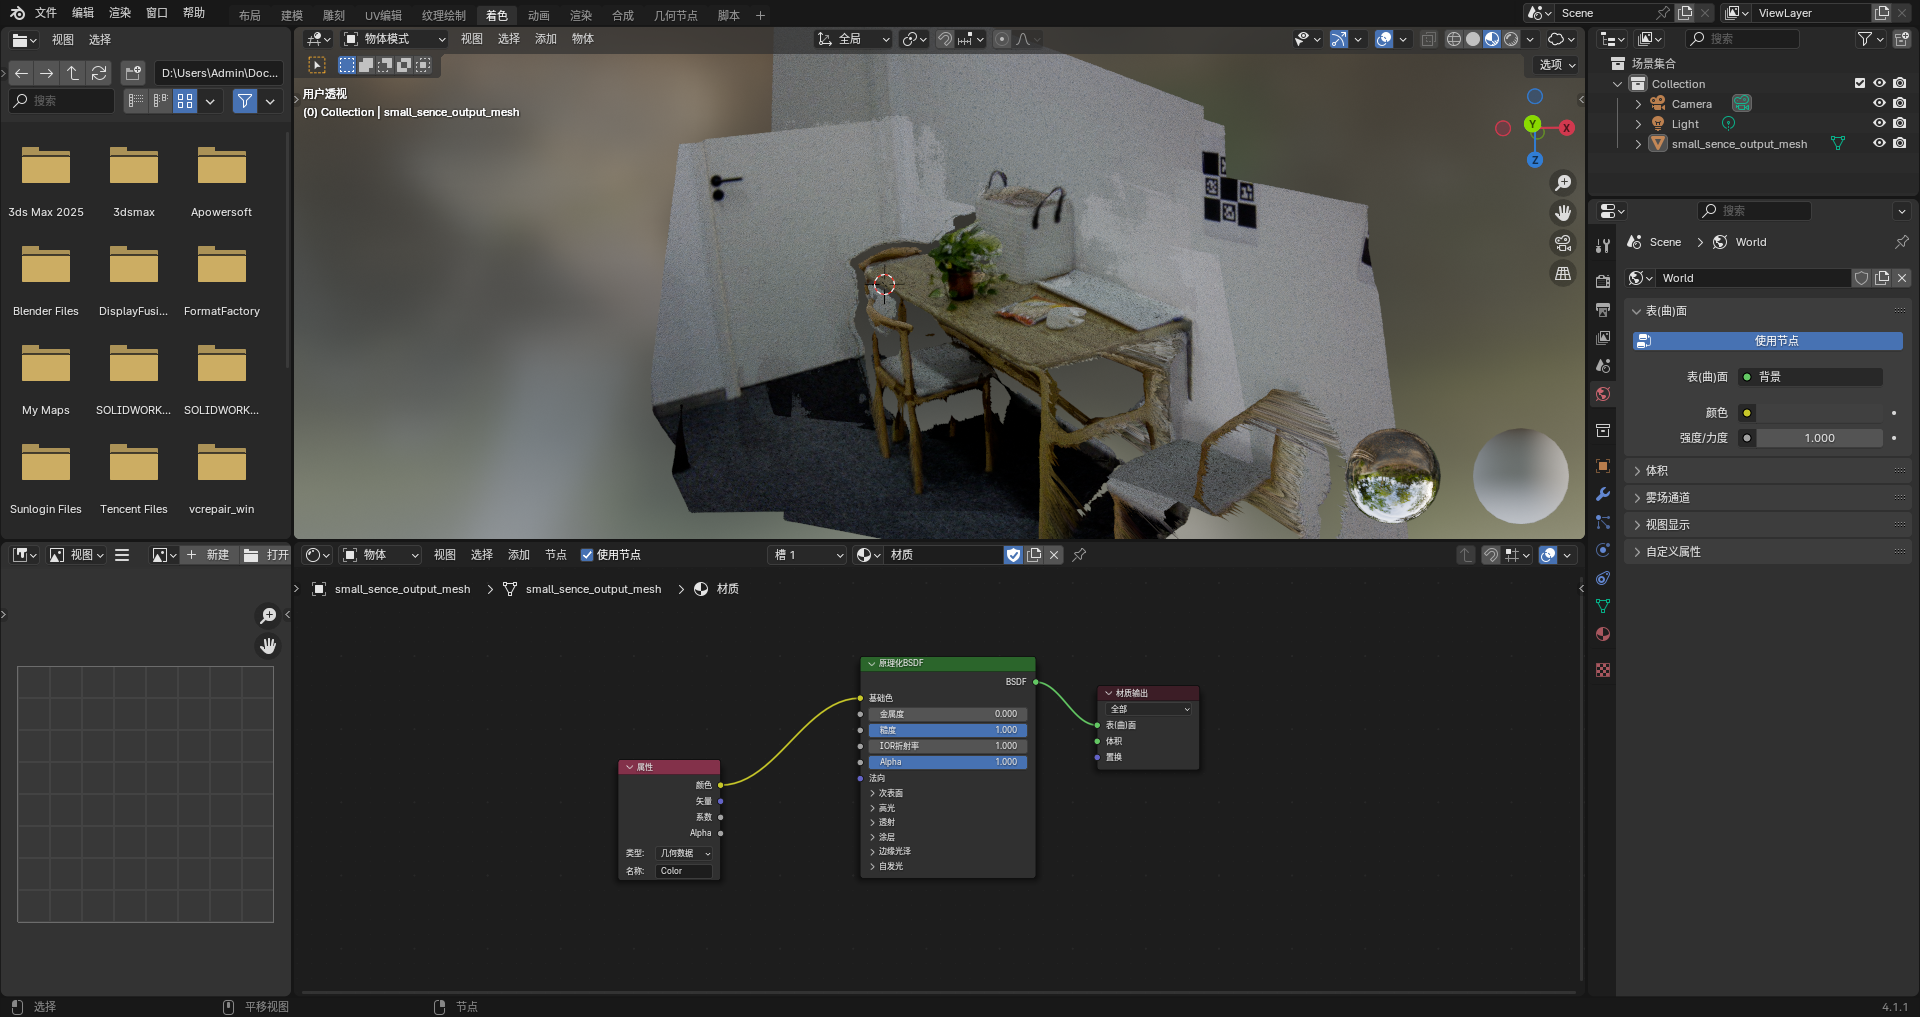 文件 编辑 渲染 窗口 帮助
布局 建模 雕刻 UV编辑 纹理绘制 着色 动画 渲染 合成 几何节点 脚本 +
Scene
ViewLayer
视图 选择
D:\Users\Admin\Doc...
搜索
3ds Max 2025 3dsmax Apowersoft
Blender Files DisplayFusi... FormatFactory
My Maps SOLIDWORK... SOLIDWORK...
Sunlogin Files Tencent Files vcrepair_win
物体模式 视图 选择 添加 物体
全局
选项
用户透视
(0) Collection | small_sence_output_mesh
Y X Z
搜索
场景集合
Collection
Camera
Light
small_sence_output_mesh
搜索
Scene > World
World
表(曲)面
使用节点
表(曲)面 背景
颜色
强度/力度 1.000
体积
雾场通道
视图显示
自定义属性
视图 + 新建 打开
物体 视图 选择 添加 节点 使用节点 槽 1 材质
small_sence_output_mesh > small_sence_output_mesh > 材质
原理化BSDF
BSDF
基础色
金属度 0.000
糙度 1.000
IOR折射率 1.000
Alpha 1.000
法向
次表面
高光
透射
涂层
边缘光泽
自发光
材质输出
全部
表(曲)面
体积
置换
属性
颜色
矢量
系数
Alpha
类型: 几何数据
名称: Color
选择 平移视图 节点 4.1.1